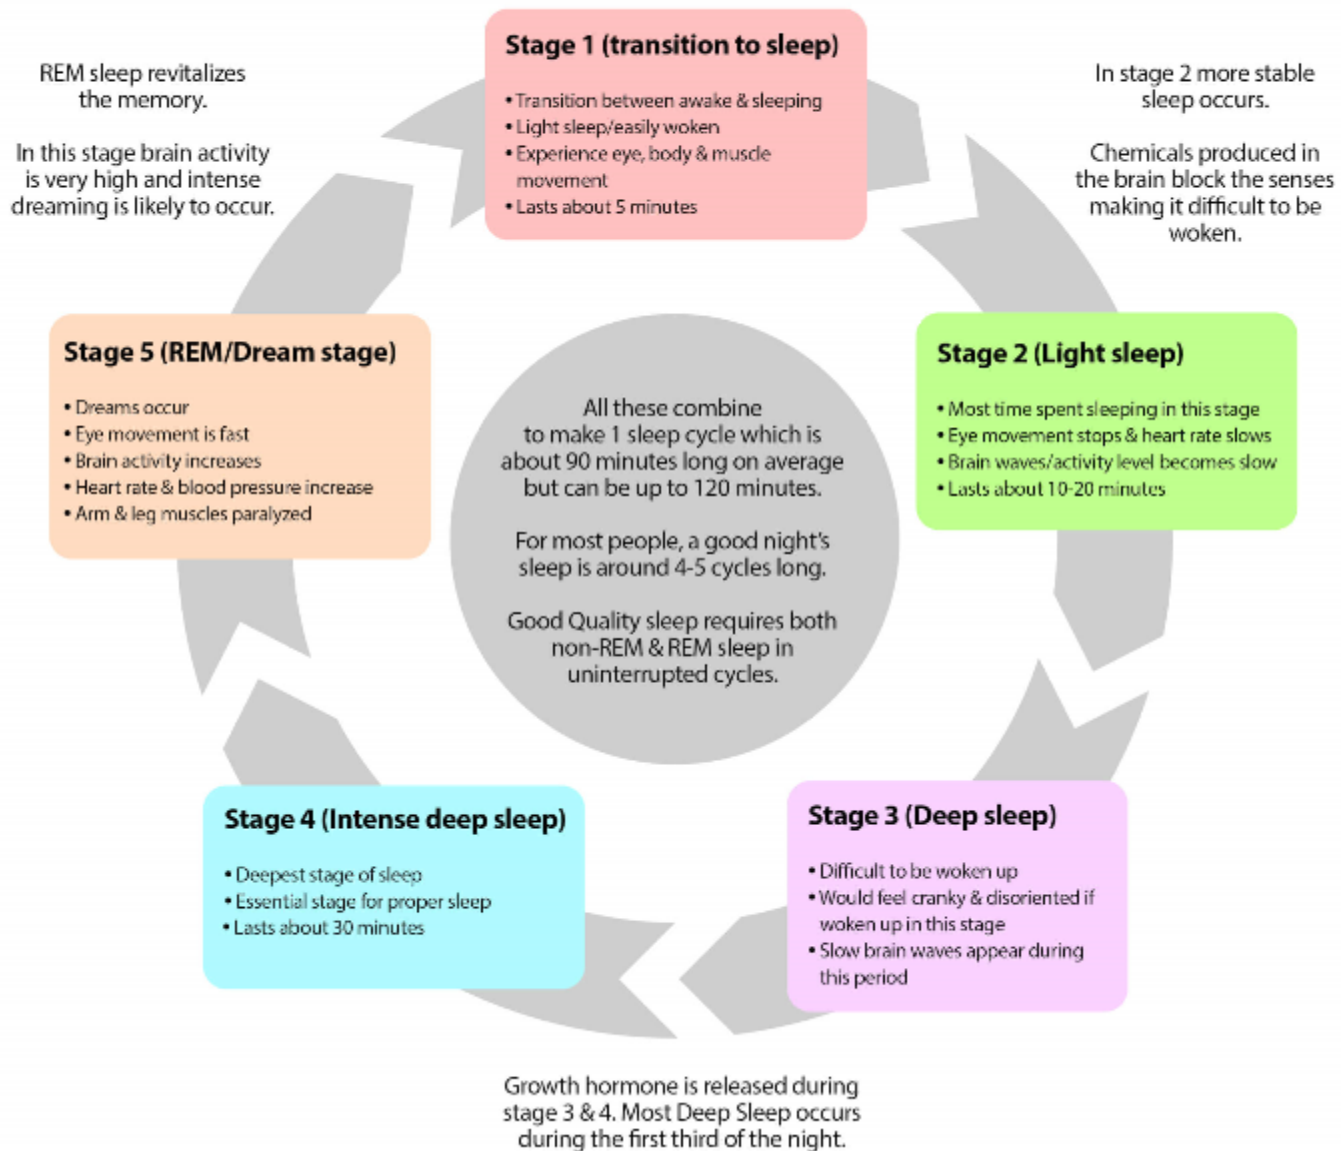 Stage 1 (transition to sleep)
• Transition between awake & sleeping
• Light sleep/easily woken
• Experience eye, body & muscle
movement
• Lasts about 5 minutes
In stage 2 more stable
sleep occurs.
Chemicals produced in
the brain block the senses
making it difficult to be
woken.
Stage 2 (Light sleep)
• Most time spent sleeping in this stage
• Eye movement stops & heart rate slows
• Brain waves/activity level becomes slow
• Lasts about 10-20 minutes
Stage 3 (Deep sleep)
• Difficult to be woken up
• Would feel cranky & disoriented if
woken up in this stage
• Slow brain waves appear during
this period
Growth hormone is released during
stage 3 & 4. Most Deep Sleep occurs
during the first third of the night.
Stage 4 (Intense deep sleep)
• Deepest stage of sleep
• Essential stage for proper sleep
• Lasts about 30 minutes
Stage 5 (REM/Dream stage)
• Dreams occur
• Eye movement is fast
• Brain activity increases
• Heart rate & blood pressure increase
• Arm & leg muscles paralyzed
REM sleep revitalizes
the memory.
In this stage brain activity
is very high and intense
dreaming is likely to occur.
All these combine
to make 1 sleep cycle which is
about 90 minutes long on average
but can be up to 120 minutes.
For most people, a good night's
sleep is around 4-5 cycles long.
Good Quality sleep requires both
non-REM & REM sleep in
uninterrupted cycles.